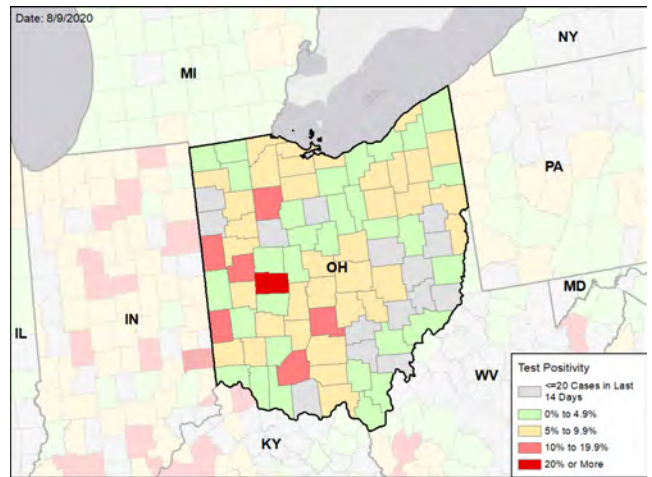 Date: 8/9/2020
NY
MI
PA
OH
MD
IL
IN
WV
KY
Test Positivity
<=20 Cases in Last
14 Days
0% to 4.9%
5% to 9.9%
10% to 19.9%
20% or More